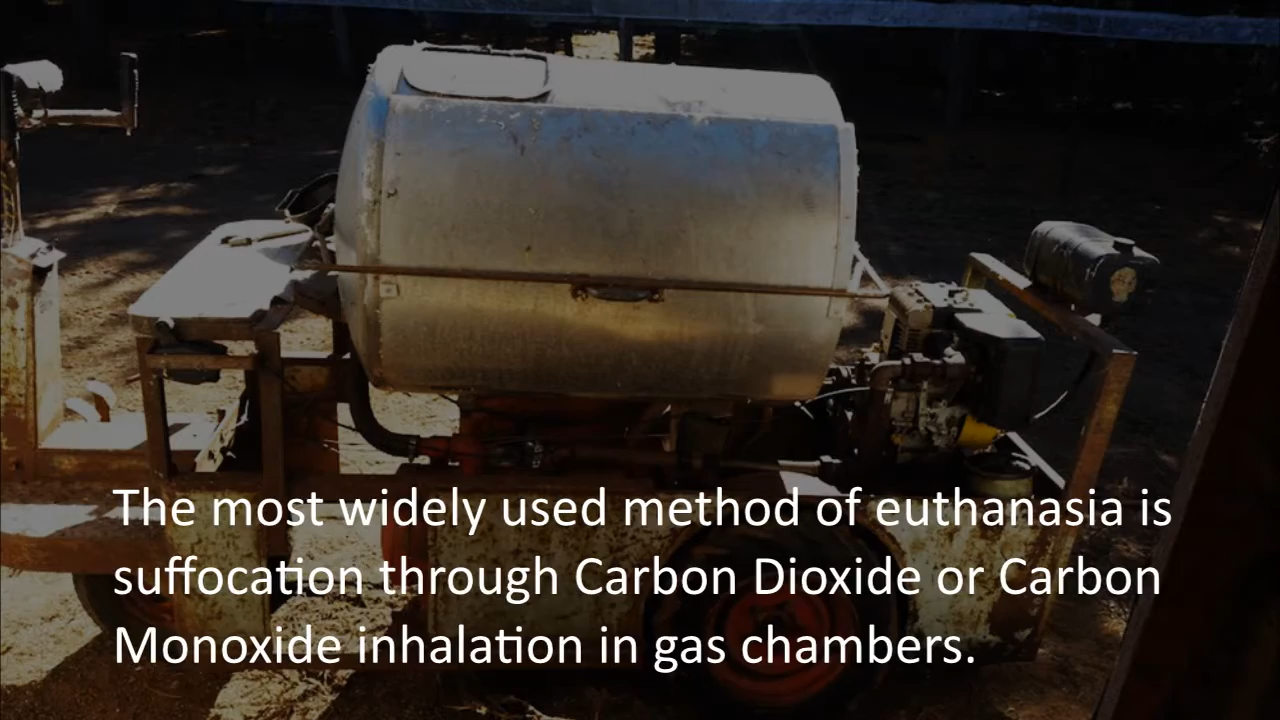 The most widely used method of euthanasia is
suffocation through Carbon Dioxide or Carbon
Monoxide inhalation in gas chambers.